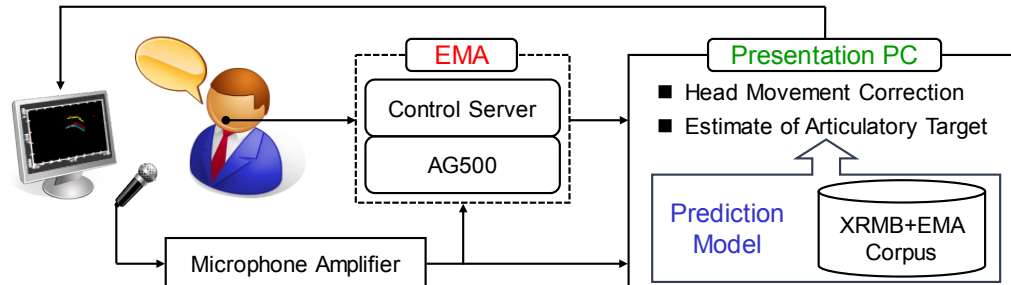 EMA
Control Server
AG500
Microphone Amplifier
Presentation PC
■ Head Movement Correction
■ Estimate of Articulatory Target
Prediction
Model
XRMB+EMA
Corpus